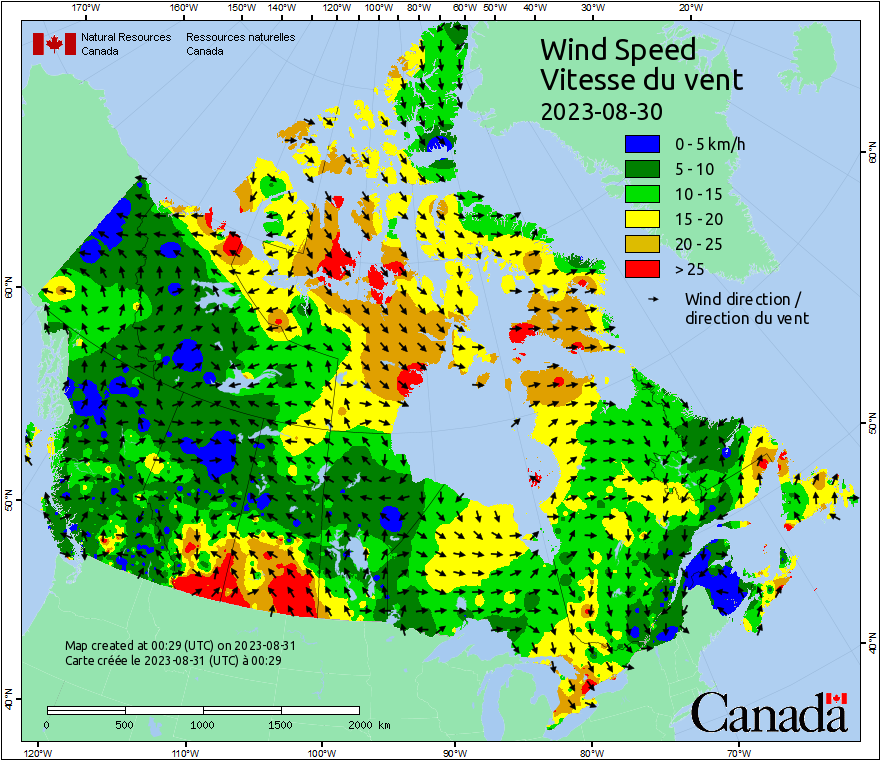 170°W 160°W 150°W 140°W 120°W 100°W 80°W 60°W 50°W 40°W 30°W 20°W
Natural Resources Ressources naturelles
Canada Canada
Wind Speed
Vitesse du vent
2023-08-30
0 - 5 km/h
5 - 10
10 - 15
15 - 20
20 - 25
> 25
Wind direction /
direction du vent
60°N
60°N
50°N
50°N
40°N
40°N
Map created at 00:29 (UTC) on 2023-08-31
Carte créée le 2023-08-31 (UTC) à 00:29
0 500 1000 1500 2000 km
Canada
120°W 110°W 100°W 90°W 80°W 70°W